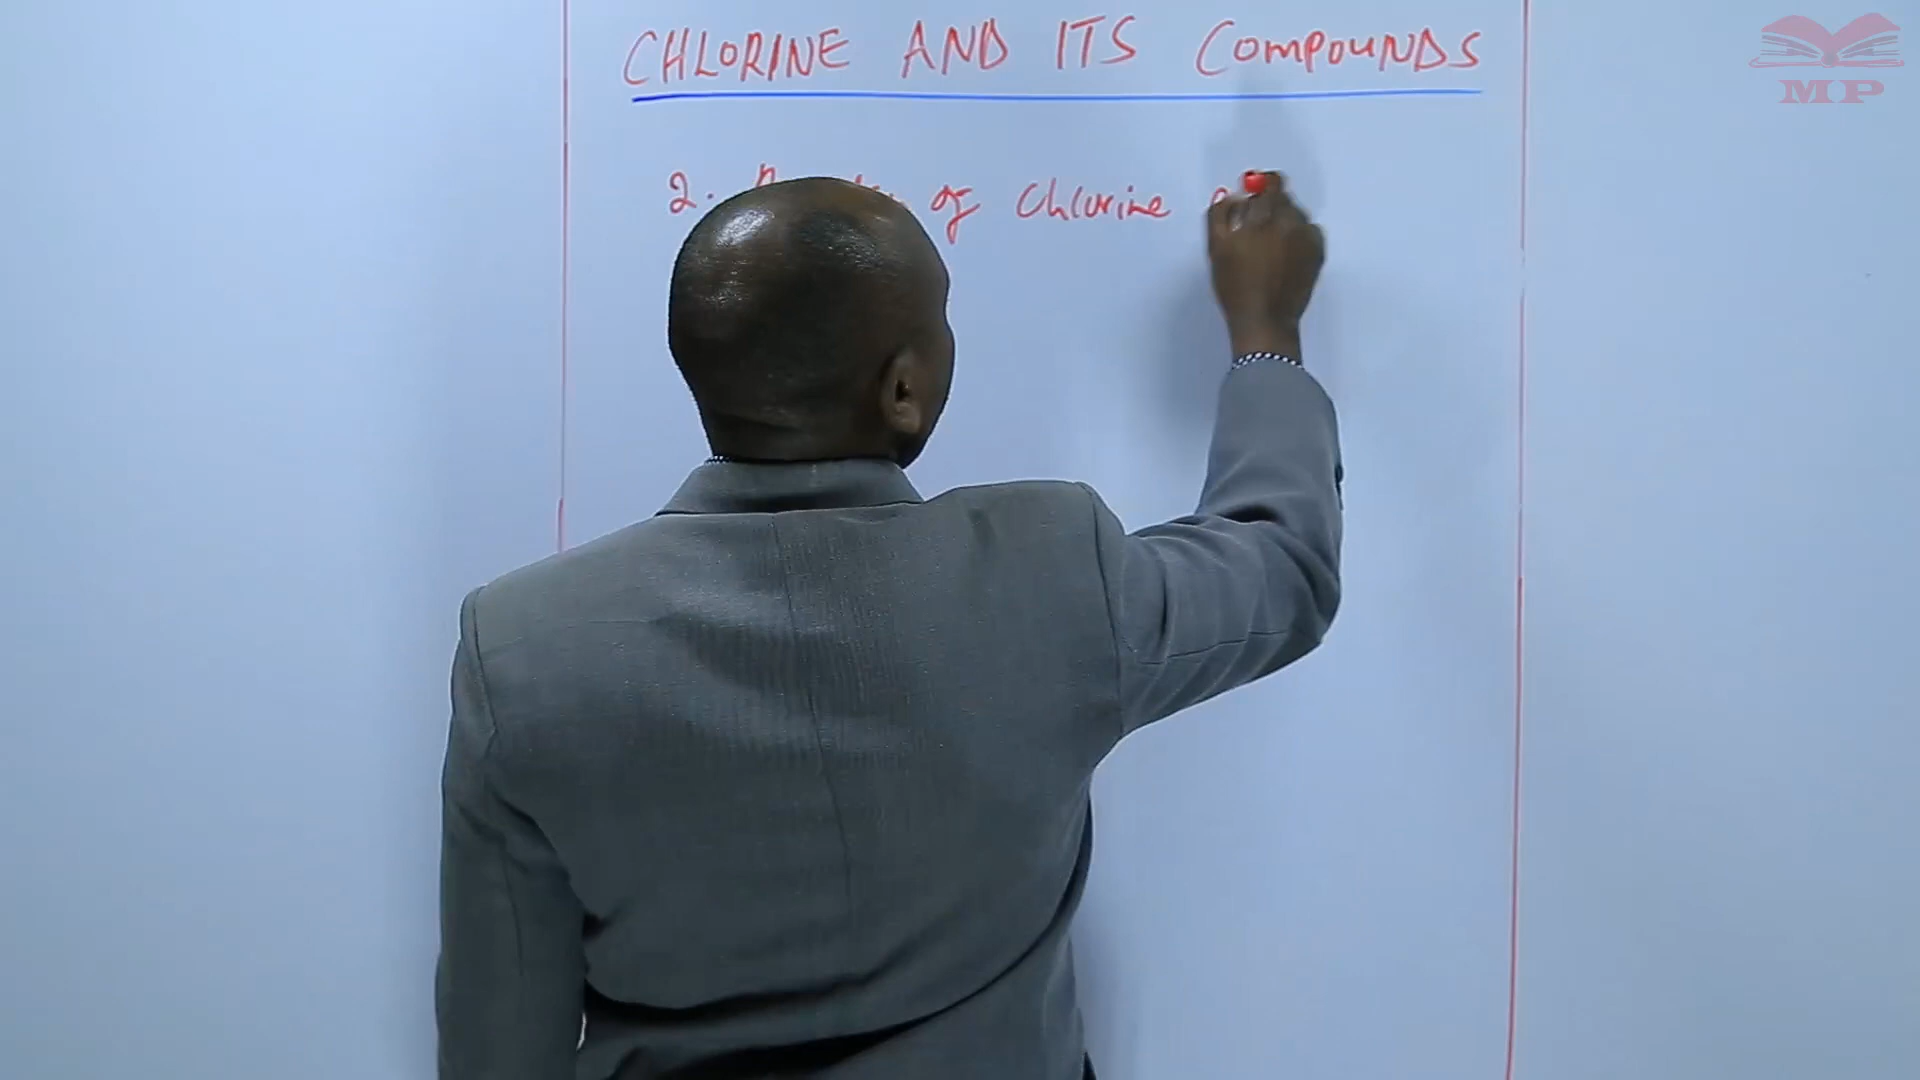 CHLORINE AND ITS COMPOUNDS
MP
2. of Chlorine